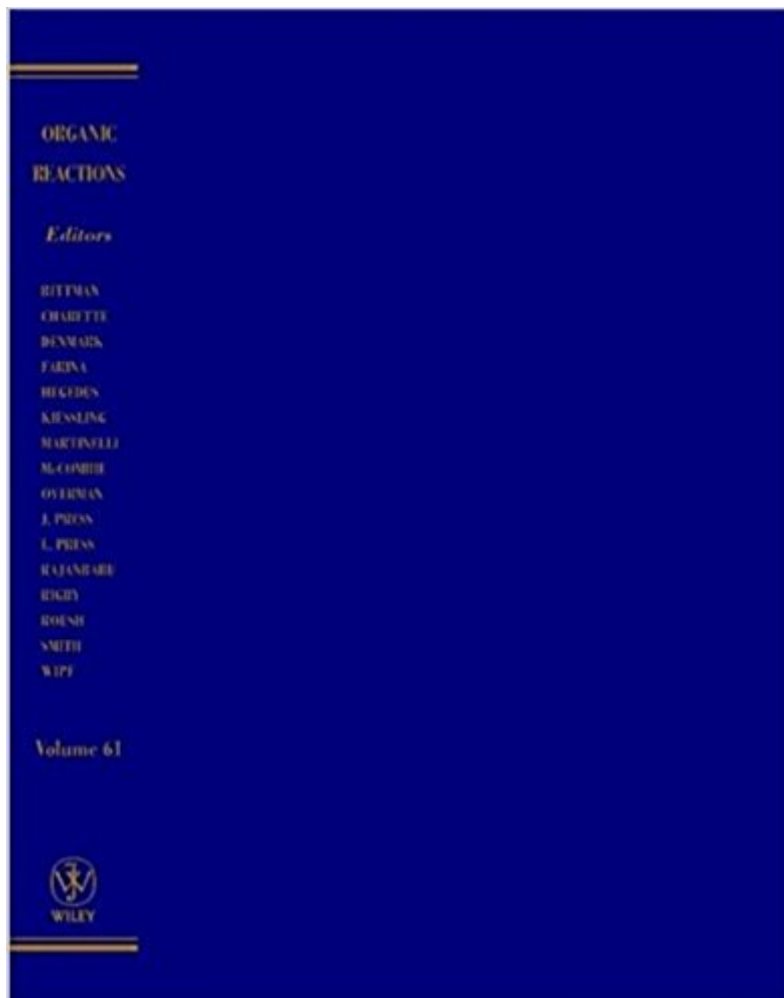 ORGANIC
REACTIONS
Editors
BITTMAN
CHARETTE
DENMARK
FARINA
HEGEDUS
KIESSLING
MARTINELLI
McCOMBIE
OVERMAN
J. PRESS
L. PRESS
RAJANBABU
RIGBY
ROUSH
SMITH
WIPF
Volume 61
WILEY